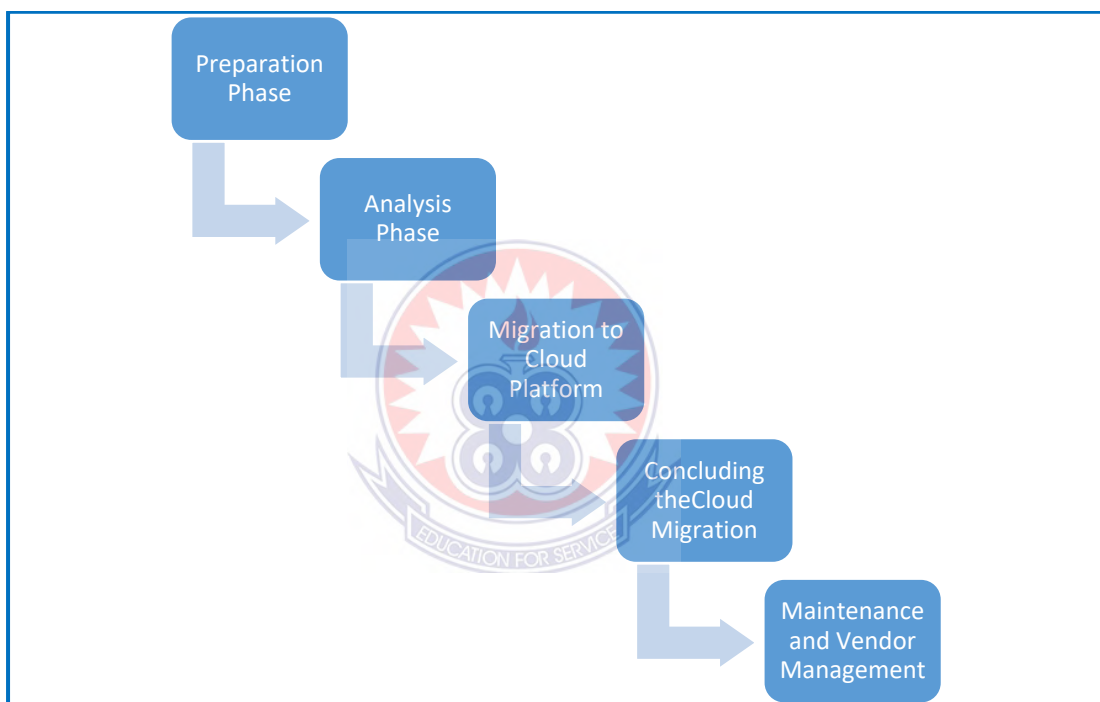 Preparation
Phase
Analysis
Phase
Migration to
Cloud
Platform
Concluding
theCloud
Migration
EDUCATION FOR SERVICE
Maintenance
and Vendor
Management